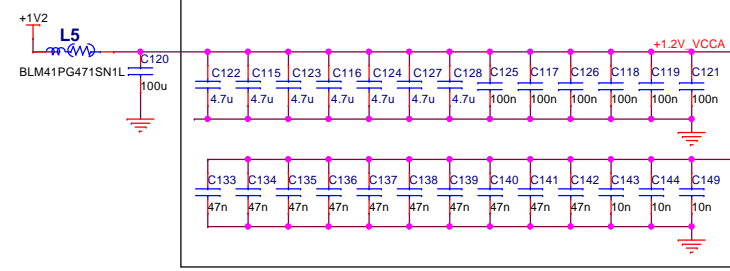 +1V2
L5
BLM41PG471SN1L
C120
100u
+1.2V_VCCA
C122 C115 C123 C116 C124 C127 C128 C125 C117 C126 C118 C119 C121
4.7u 4.7u 4.7u 4.7u 4.7u 4.7u 4.7u 100n 100n 100n 100n 100n 100n
C133 C134 C135 C136 C137 C138 C139 C140 C141 C142 C143 C144 C149
47n 47n 47n 47n 47n 47n 47n 47n 47n 47n 10n 10n 10n